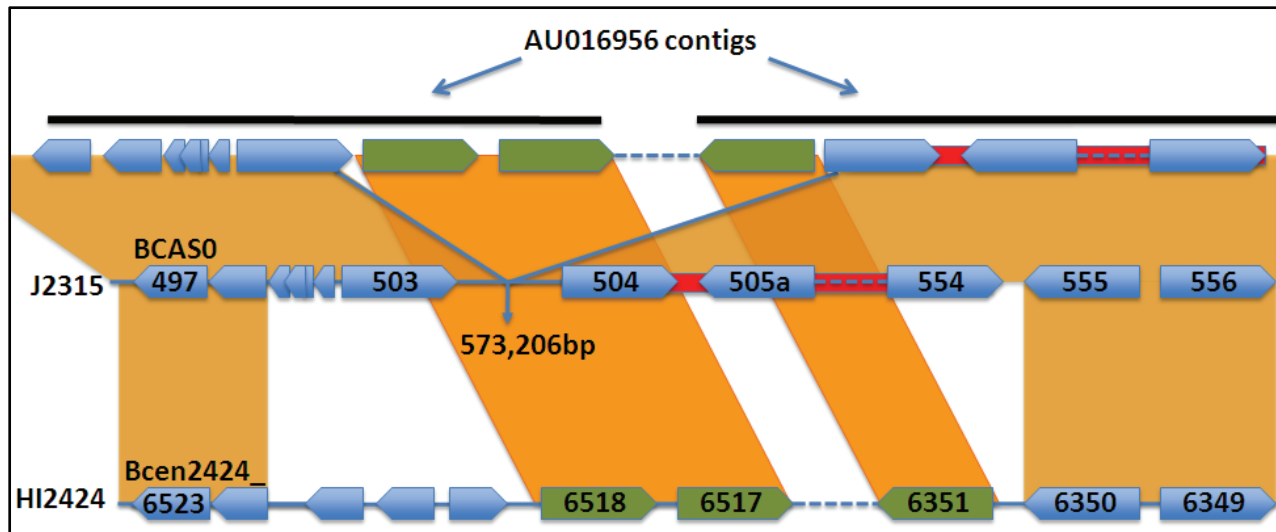 AU016956 contigs
BCAS0
J2315 497 503 504 505a 554 555 556
573,206bp
Bcen2424_
HI2424 6523 6518 6517 6351 6350 6349